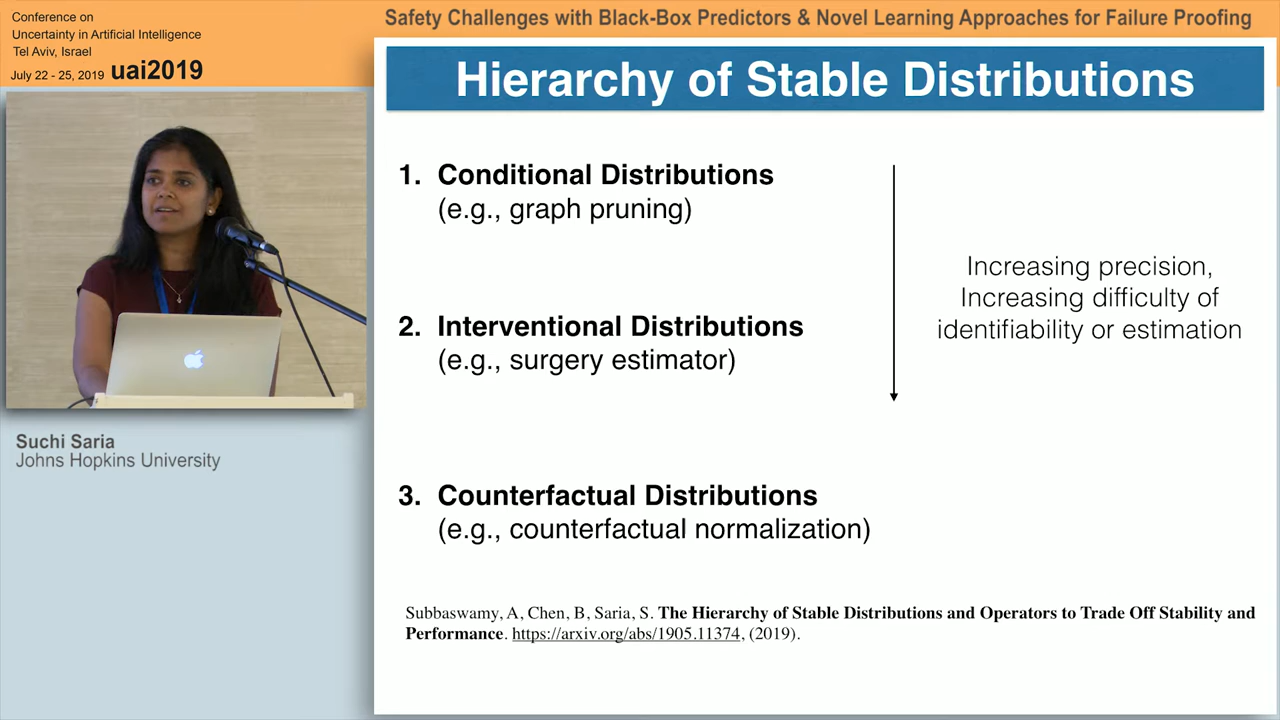 Conference on
Uncertainty in Artificial Intelligence
Tel Aviv, Israel
July 22 - 25, 2019 uai2019
Safety Challenges with Black-Box Predictors & Novel Learning Approaches for Failure Proofing
Hierarchy of Stable Distributions
1. Conditional Distributions
(e.g., graph pruning)
2. Interventional Distributions
(e.g., surgery estimator)
3. Counterfactual Distributions
(e.g., counterfactual normalization)
Increasing precision,
Increasing difficulty of
identifiability or estimation
Subbaswamy, A, Chen, B, Saria, S. The Hierarchy of Stable Distributions and Operators to Trade Off Stability and
Performance. https://arxiv.org/abs/1905.11374, (2019).
Suchi Saria
Johns Hopkins University